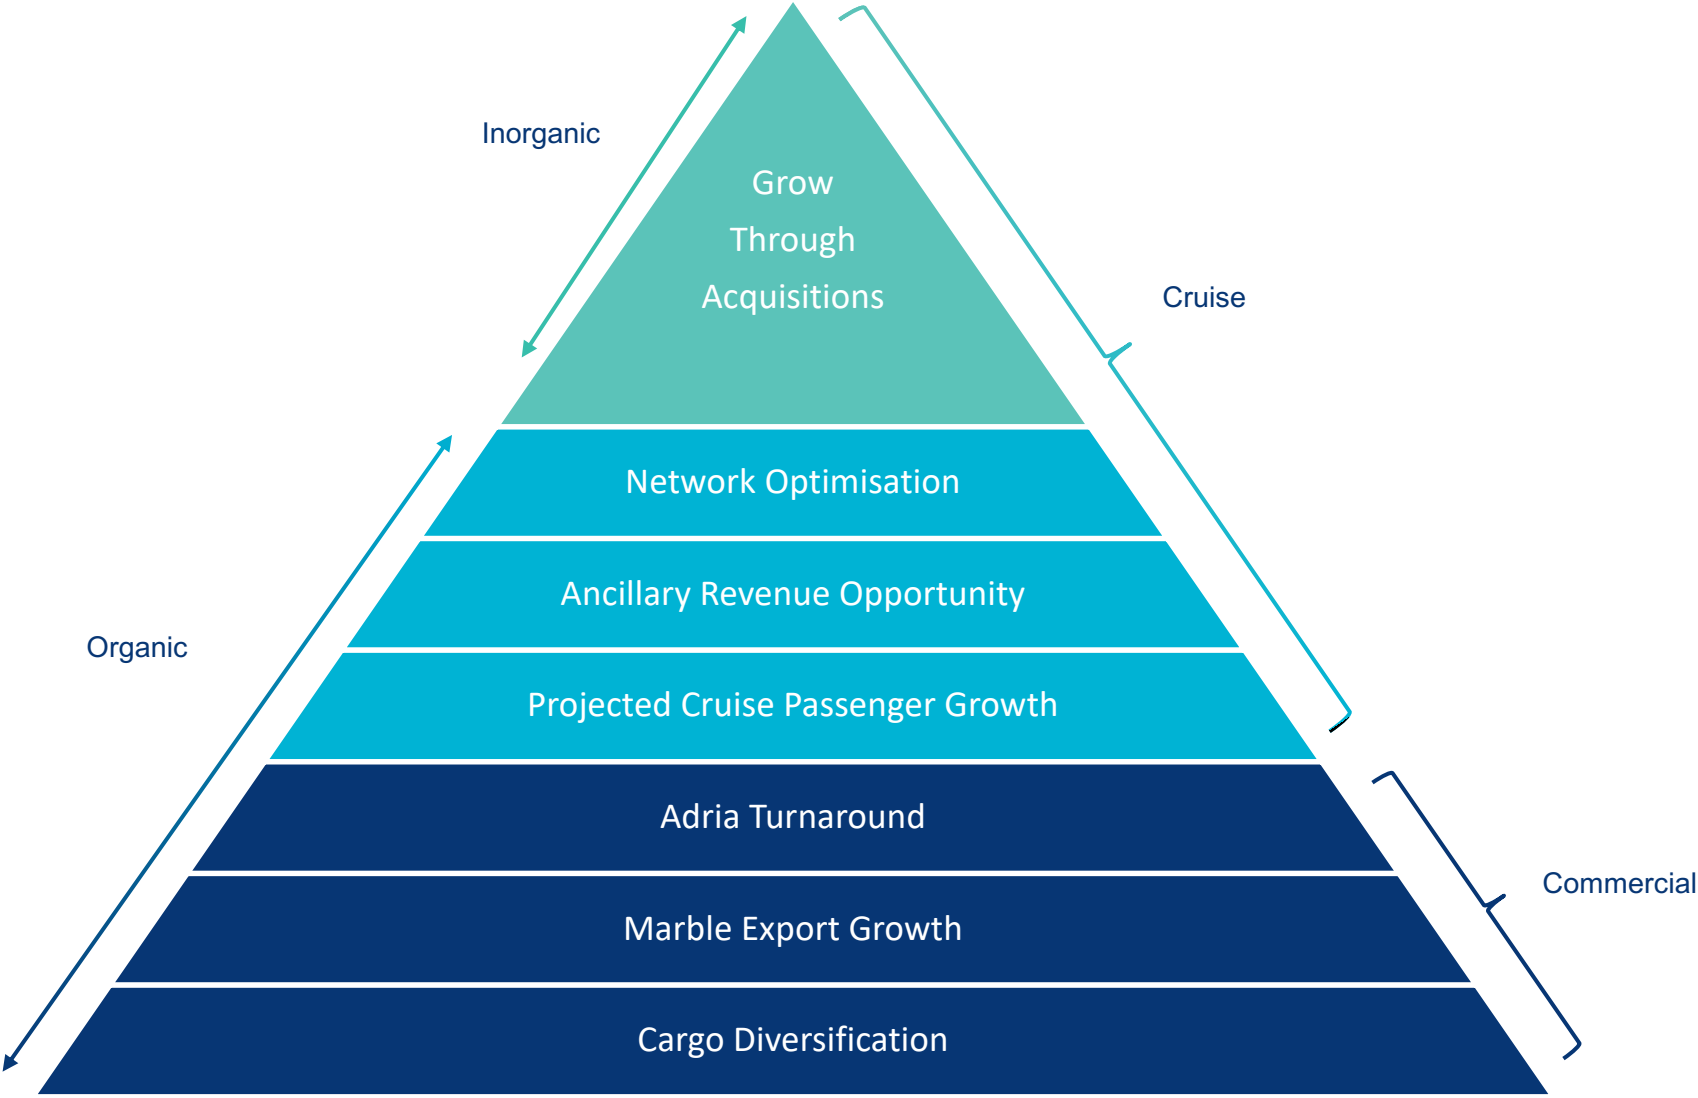 Inorganic
Grow
Through
Acquisitions
Cruise
Network Optimisation
Ancillary Revenue Opportunity
Organic
Projected Cruise Passenger Growth
Adria Turnaround
Commercial
Marble Export Growth
Cargo Diversification